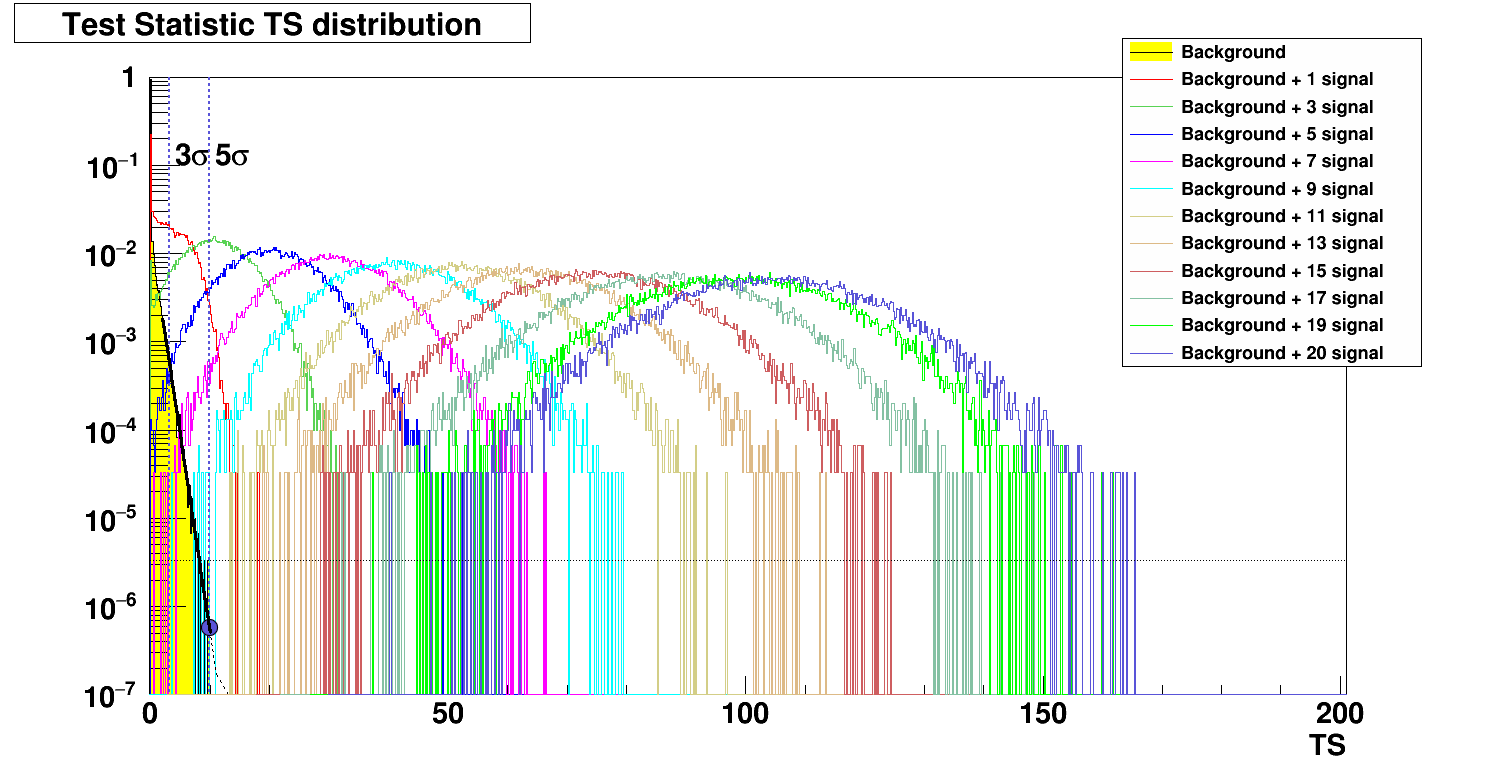 Test Statistic TS distribution
Background
Background + 1 signal
Background + 3 signal
Background + 5 signal
Background + 7 signal
Background + 9 signal
Background + 11 signal
Background + 13 signal
Background + 15 signal
Background + 17 signal
Background + 19 signal
Background + 20 signal
1
3σ 5σ
10⁻¹
10⁻²
10⁻³
10⁻⁴
10⁻⁵
10⁻⁶
10⁻⁷
0 50 100 150 200
TS